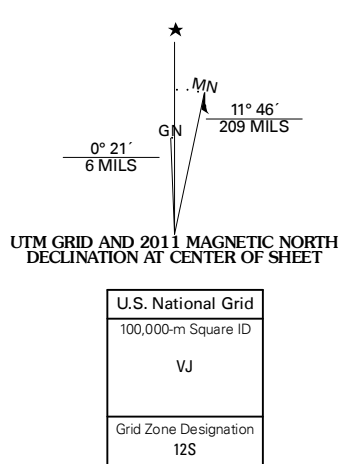 ★
MN
11° 46´
209 MILS
GN
0° 21´
6 MILS
UTM GRID AND 2011 MAGNETIC NORTH
DECLINATION AT CENTER OF SHEET
U.S. National Grid
100,000-m Square ID
VJ
Grid Zone Designation
12S